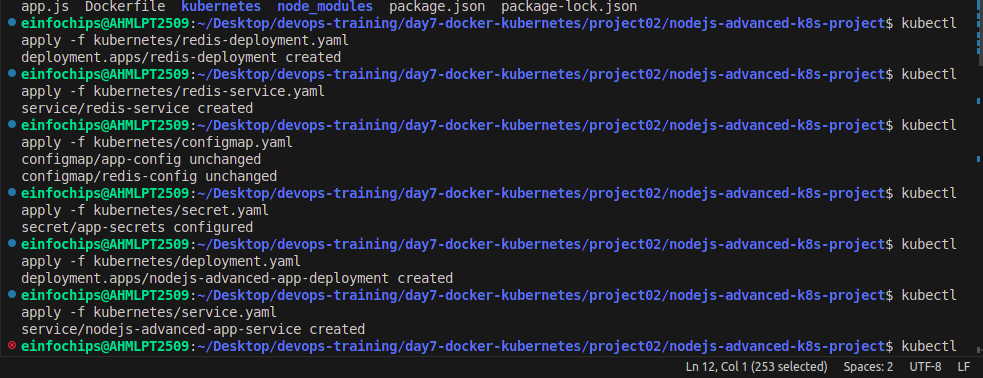 app.js  Dockerfile  kubernetes  node_modules  package.json  package-lock.json
einfochips@AHMLPT2509:~/Desktop/devops-training/day7-docker-kubernetes/project02/nodejs-advanced-k8s-project$ kubectl
apply -f kubernetes/redis-deployment.yaml
deployment.apps/redis-deployment created
einfochips@AHMLPT2509:~/Desktop/devops-training/day7-docker-kubernetes/project02/nodejs-advanced-k8s-project$ kubectl
apply -f kubernetes/redis-service.yaml
service/redis-service created
einfochips@AHMLPT2509:~/Desktop/devops-training/day7-docker-kubernetes/project02/nodejs-advanced-k8s-project$ kubectl
apply -f kubernetes/configmap.yaml
configmap/app-config unchanged
configmap/redis-config unchanged
einfochips@AHMLPT2509:~/Desktop/devops-training/day7-docker-kubernetes/project02/nodejs-advanced-k8s-project$ kubectl
apply -f kubernetes/secret.yaml
secret/app-secrets configured
einfochips@AHMLPT2509:~/Desktop/devops-training/day7-docker-kubernetes/project02/nodejs-advanced-k8s-project$ kubectl
apply -f kubernetes/deployment.yaml
deployment.apps/nodejs-advanced-app-deployment created
einfochips@AHMLPT2509:~/Desktop/devops-training/day7-docker-kubernetes/project02/nodejs-advanced-k8s-project$ kubectl
apply -f kubernetes/service.yaml
service/nodejs-advanced-app-service created
einfochips@AHMLPT2509:~/Desktop/devops-training/day7-docker-kubernetes/project02/nodejs-advanced-k8s-project$ kubectl
Ln 12, Col 1 (253 selected)  Spaces: 2  UTF-8  LF